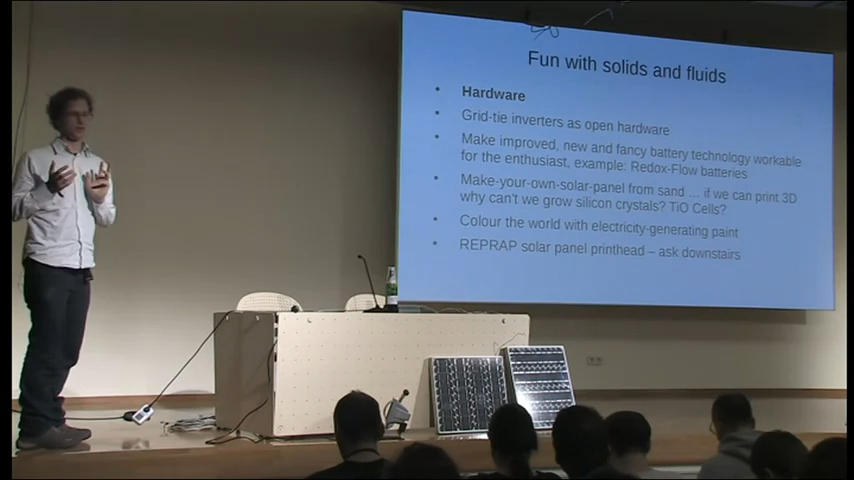 Fun with solids and fluids
Hardware
Grid-tie inverters as open hardware
Make improved, new and fancy battery technology workable
for the enthusiast, example: Redox-Flow batteries
Make-your-own-solar-panel from sand ... if we can print 3D
why can't we grow silicon crystals? TiO Cells?
Colour the world with electricity-generating paint
REPRAP solar panel printhead – ask downstairs